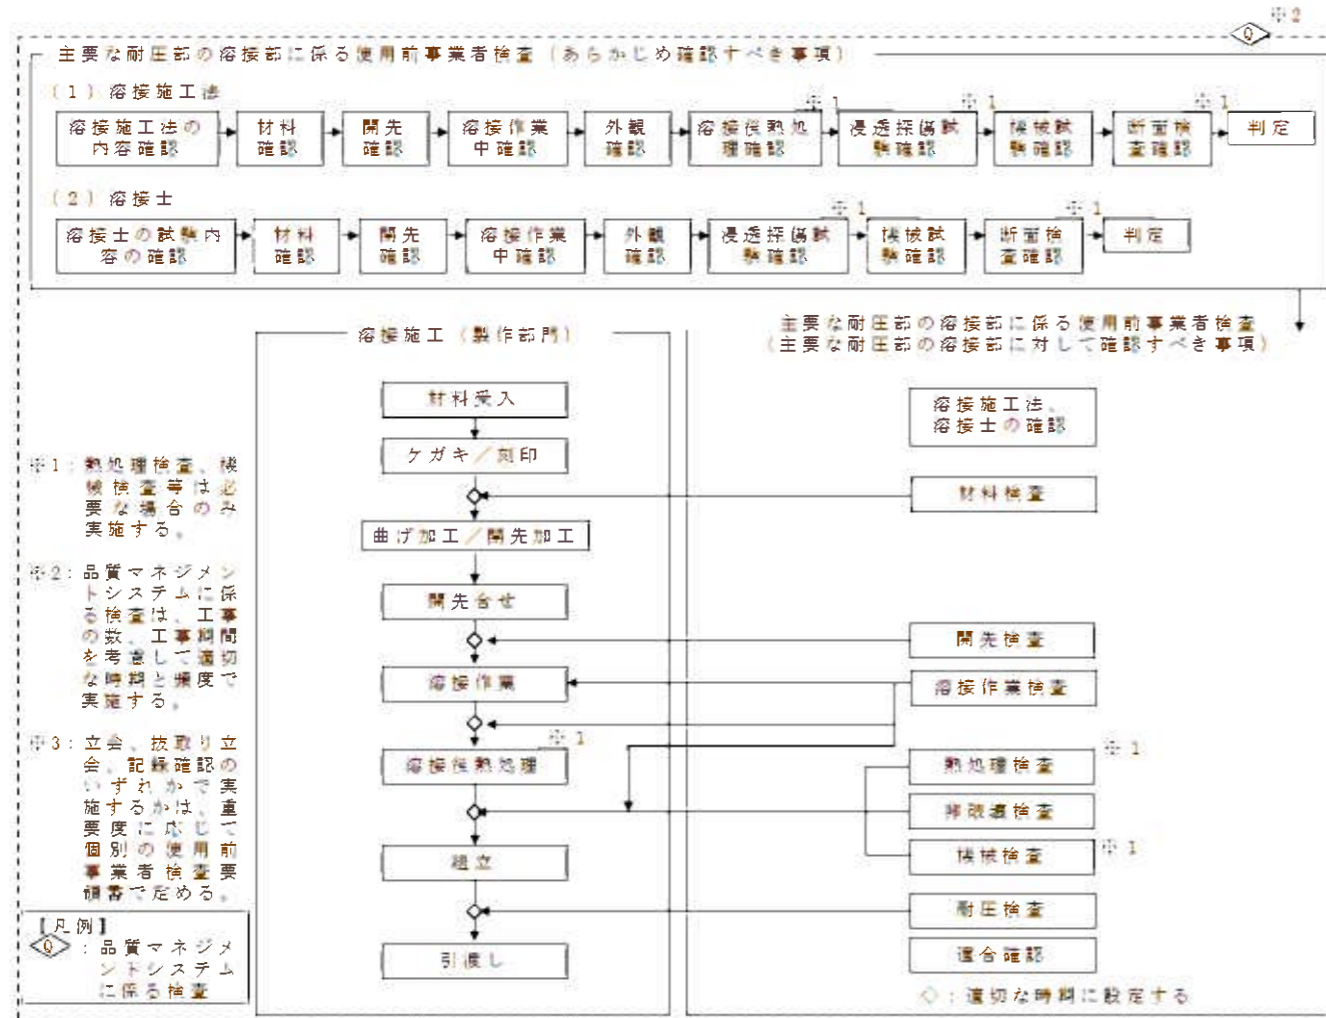 ※2
Q
主要な耐圧部の溶接部に係る使用前事業者検査(あらかじめ確認すべき事項)
(1)溶接施工法
※1
※1
※1
溶接施工法の
内容確認
材料
確認
開先
確認
溶接作業
中確認
外観
確認
溶接後熱処
理確認
浸透探傷試
験確認
機械試
験確認
断面検
査確認
判定
(2)溶接士
※1
※1
溶接士の試験内
容の確認
材料
確認
開先
確認
溶接作業
中確認
外観
確認
浸透探傷試
験確認
機械試
験確認
断面検
査確認
判定
溶接施工(製作部門)
材料受入
ケガキ/刻印
曲げ加工/開先加工
開先合せ
溶接作業
※1
溶接後熱処理
組立
引渡し
主要な耐圧部の溶接部に係る使用前事業者検査
(主要な耐圧部の溶接部に対して確認すべき事項)
溶接施工法、
溶接士の確認
材料検査
開先検査
溶接作業検査
熱処理検査
※1
非破壊検査
機械検査
※1
耐圧検査
適合確認
◇:適切な時期に設定する
※1:熱処理検査、機
械検査等は必
要な場合のみ
実施する。
※2:品質マネジメン
トシステムに係
る検査は、工事
の数、工事期間
を考慮して適切
な時期と頻度で
実施する。
※3:立会、抜取り立
会、記録確認の
いずれかで実
施するかは、重
要度に応じて
個別の使用前
事業者検査要
領書で定める。
【凡例】
Q:品質マネジメ
ントシステム
に係る検査